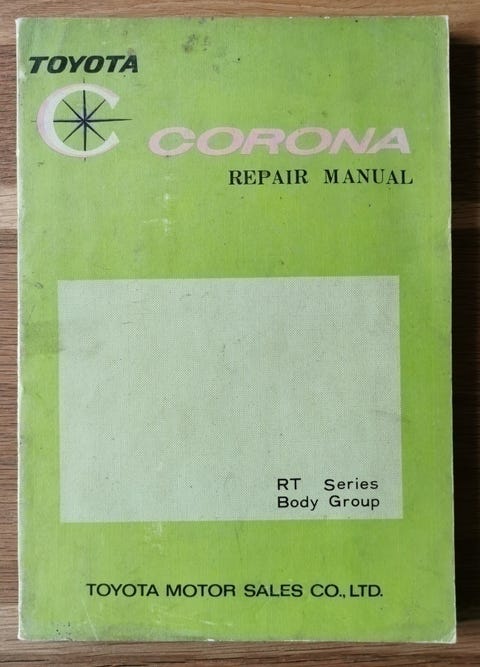 TOYOTA
C CORONA
REPAIR MANUAL
RT Series
Body Group
TOYOTA MOTOR SALES CO., LTD.